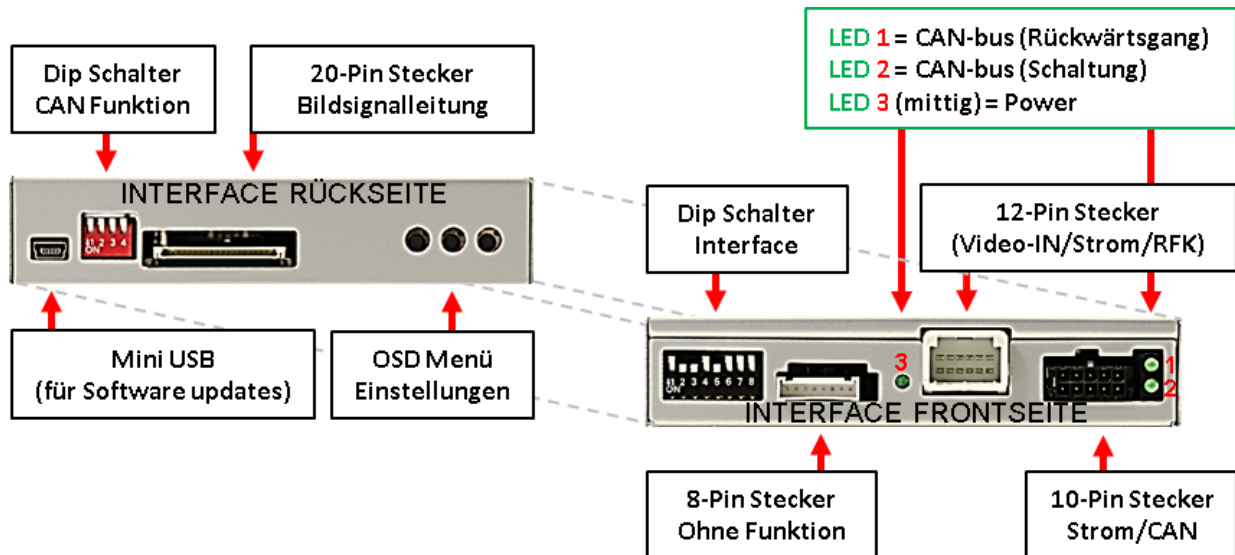 LED 1 = CAN-bus (Rückwärtsgang)
LED 2 = CAN-bus (Schaltung)
LED 3 (mittig) = Power
Dip Schalter
CAN Funktion
20-Pin Stecker
Bildsignalleitung
INTERFACE RÜCKSEITE
1 2 3 4
ON
Dip Schalter
Interface
12-Pin Stecker
(Video-IN/Strom/RFK)
Mini USB
(für Software updates)
OSD Menü
Einstellungen
1 2 3 4 5 6 7 8
ON
3
1
2
INTERFACE FRONTSEITE
8-Pin Stecker
Ohne Funktion
10-Pin Stecker
Strom/CAN